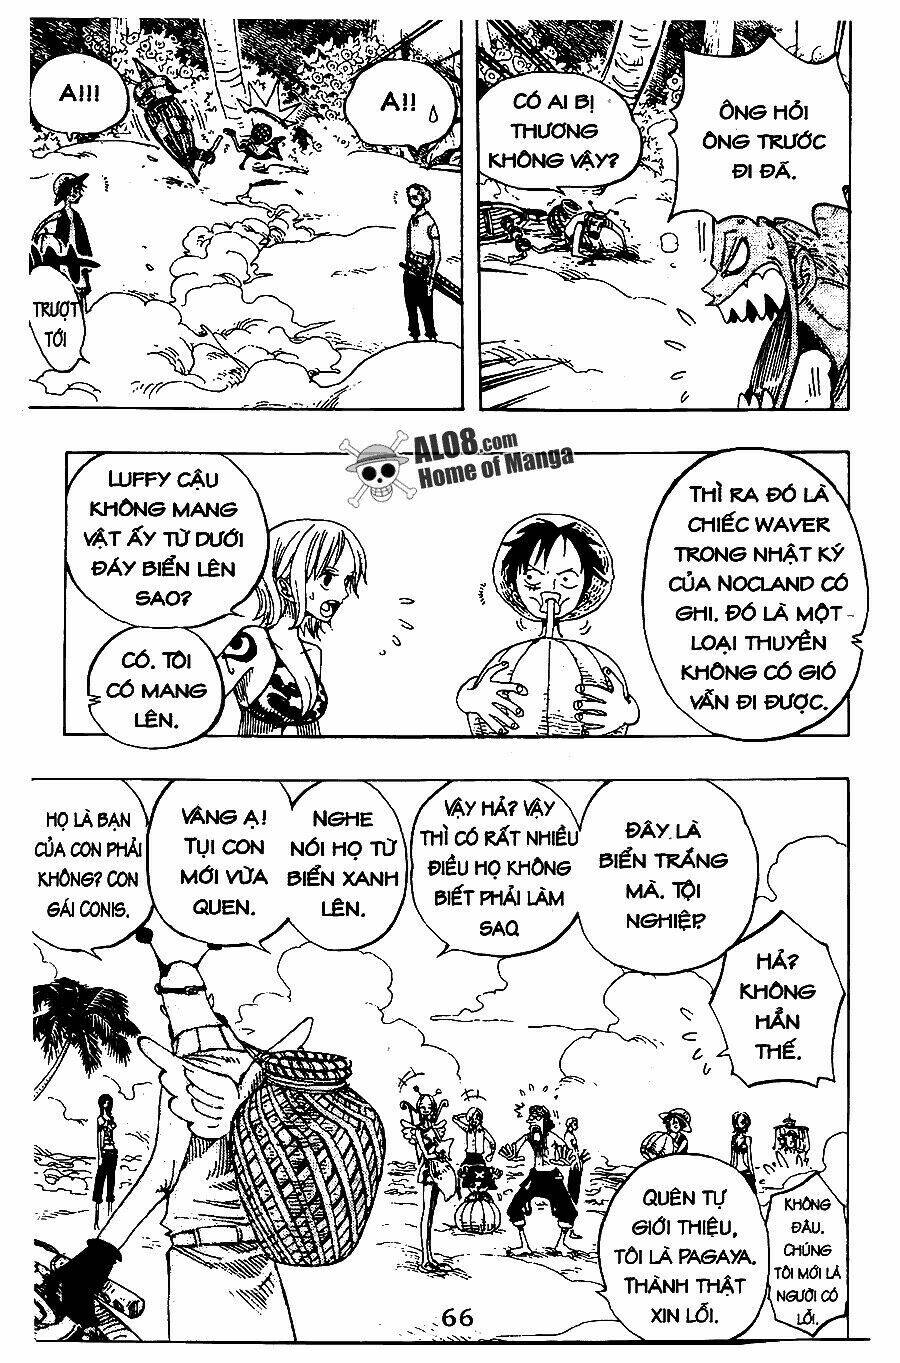 A!!!
A!!
CÓ AI BỊ
THƯƠNG
KHÔNG VẬY?
ÔNG HỎI
ÔNG TRƯỚC
ĐI ĐÃ.
TRƯỢT
TỚI
AL08.com
Home of Manga
LUFFY CẬU
KHÔNG MANG
VẬT ẤY TỪ DƯỚI
ĐÁY BIỂN LÊN
SAO?
CÓ. TÔI
CÓ MANG
LÊN.
THÌ RA ĐÓ LÀ
CHIẾC WAVER
TRONG NHẬT KÝ
CỦA NOCLAND CÓ
GHI. ĐÓ LÀ MỘT
LOẠI THUYỀN
KHÔNG CÓ GIÓ
VẪN ĐI ĐƯỢC.
HỌ LÀ BẠN
CỦA CON PHẢI
KHÔNG? CON
GÁI CONIS.
VÂNG Ạ!
TỤI CON
MỚI VỪA
QUEN.
NGHE
NÓI HỌ TỪ
BIỂN XANH
LÊN.
VẬY HẢ? VẬY
THÌ CÓ RẤT NHIỀU
ĐIỀU HỌ KHÔNG
BIẾT PHẢI LÀM
SAO.
ĐÂY LÀ
BIỂN TRẮNG
MÀ. TỘI
NGHIỆP.
HẢ?
KHÔNG
HẲN
THẾ.
QUÊN TỰ
GIỚI THIỆU,
TÔI LÀ PAGAYA.
THÀNH THẬT
XIN LỖI.
KHÔNG
ĐÂU.
CHÚNG
TÔI MỚI LÀ
NGƯỜI CÓ
LỖI.
66